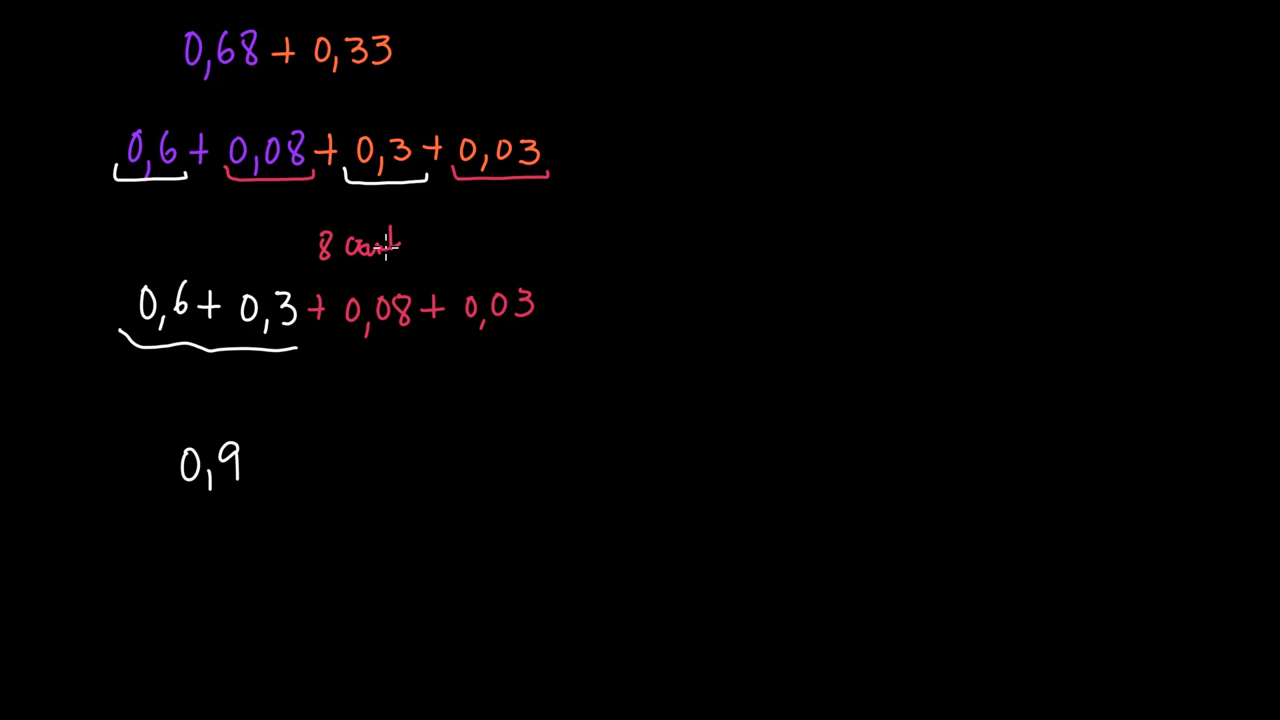 0,68 + 0,33
0,6 + 0,08 + 0,3 + 0,03
8
0,6 + 0,3 + 0,08 + 0,03
0,9